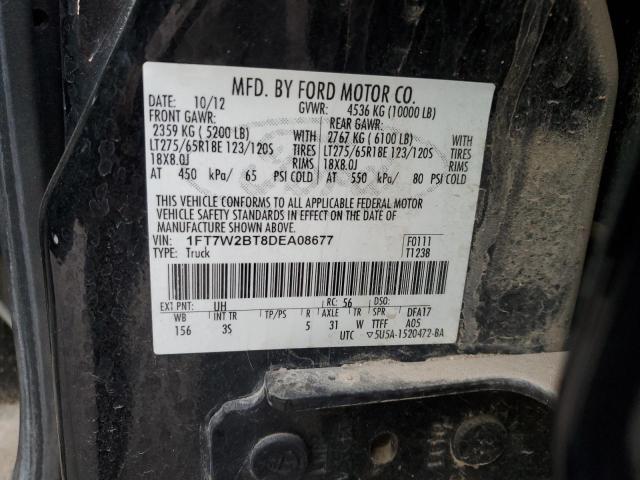 MFD. BY FORD MOTOR CO.
DATE: 10/12 GVWR: 4536 KG (10000 LB)
FRONT GAWR: REAR GAWR:
2359 KG ( 5200 LB) WITH 2767 KG ( 6100 LB) WITH
LT275/65R18E 123/120S TIRES LT275/65R18E 123/120S TIRES
18X8.0J RIMS 18X8.0J RIMS
AT 450 kPa/ 65 PSI COLD AT 550 kPa/ 80 PSI COLD
THIS VEHICLE CONFORMS TO ALL APPLICABLE FEDERAL MOTOR
VEHICLE SAFETY STANDARDS IN EFFECT ON THE DATE OF
MANUFACTURE SHOWN ABOVE.
VIN: 1FT7W2BT8DEA08677 F0111
TYPE: Truck T1238
EXT PNT: UH RC: 56 DSO:
WB INT TR TP/PS R AXLE TR SPR DFA17
156 3S 5 31 W TTFF A05
UTC ▽5U5A-1520472-BA